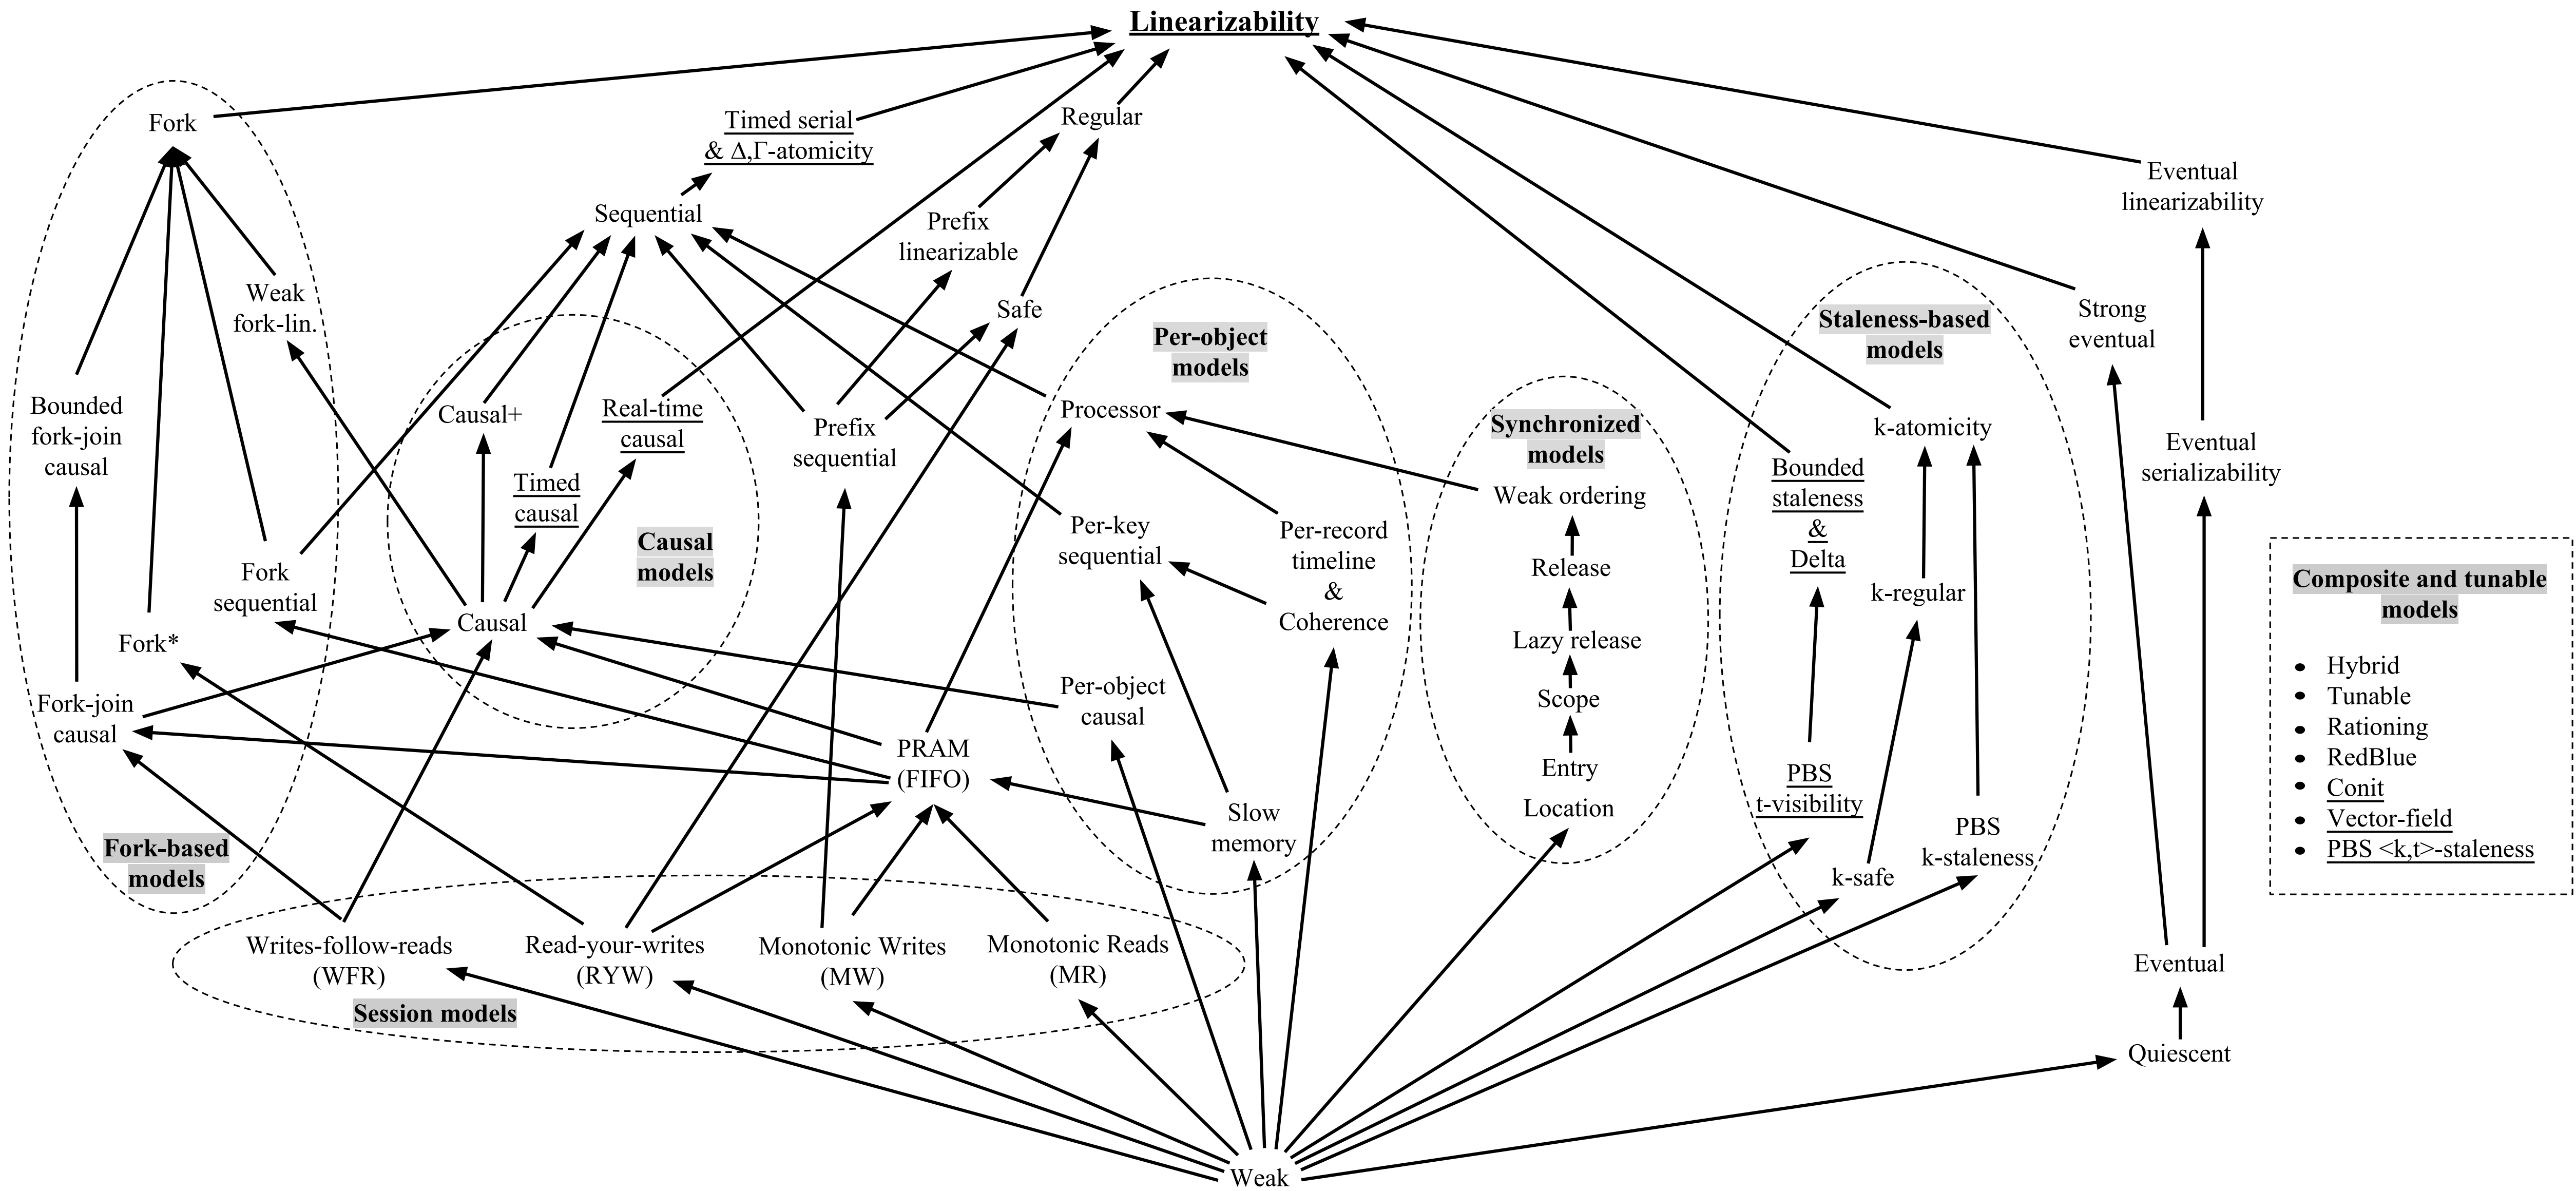 Linearizability
Fork
Timed serial
& Δ,Γ-atomicity
Regular
Eventual
linearizability
Sequential
Prefix
linearizable
Weak
fork-lin.
Safe
Strong
eventual
Staleness-based
models
Per-object
models
Bounded
fork-join
causal
Causal+
Real-time
causal
Prefix
sequential
Processor
Synchronized
models
k-atomicity
Eventual
serializability
Timed
causal
Causal
models
Per-key
sequential
Per-record
timeline
&
Coherence
Weak ordering
Bounded
staleness
&
Delta
Release
k-regular
Fork
sequential
Fork*
Causal
Lazy release
Composite and tunable
models
• Hybrid
• Tunable
• Rationing
• RedBlue
• Conit
• Vector-field
• PBS <k,t>-staleness
Fork-join
causal
Per-object
causal
Scope
PRAM
(FIFO)
Entry
Location
PBS
t-visibility
Slow
memory
PBS
k-staleness
k-safe
Fork-based
models
Writes-follow-reads
(WFR)
Read-your-writes
(RYW)
Monotonic Writes
(MW)
Monotonic Reads
(MR)
Session models
Eventual
Quiescent
Weak